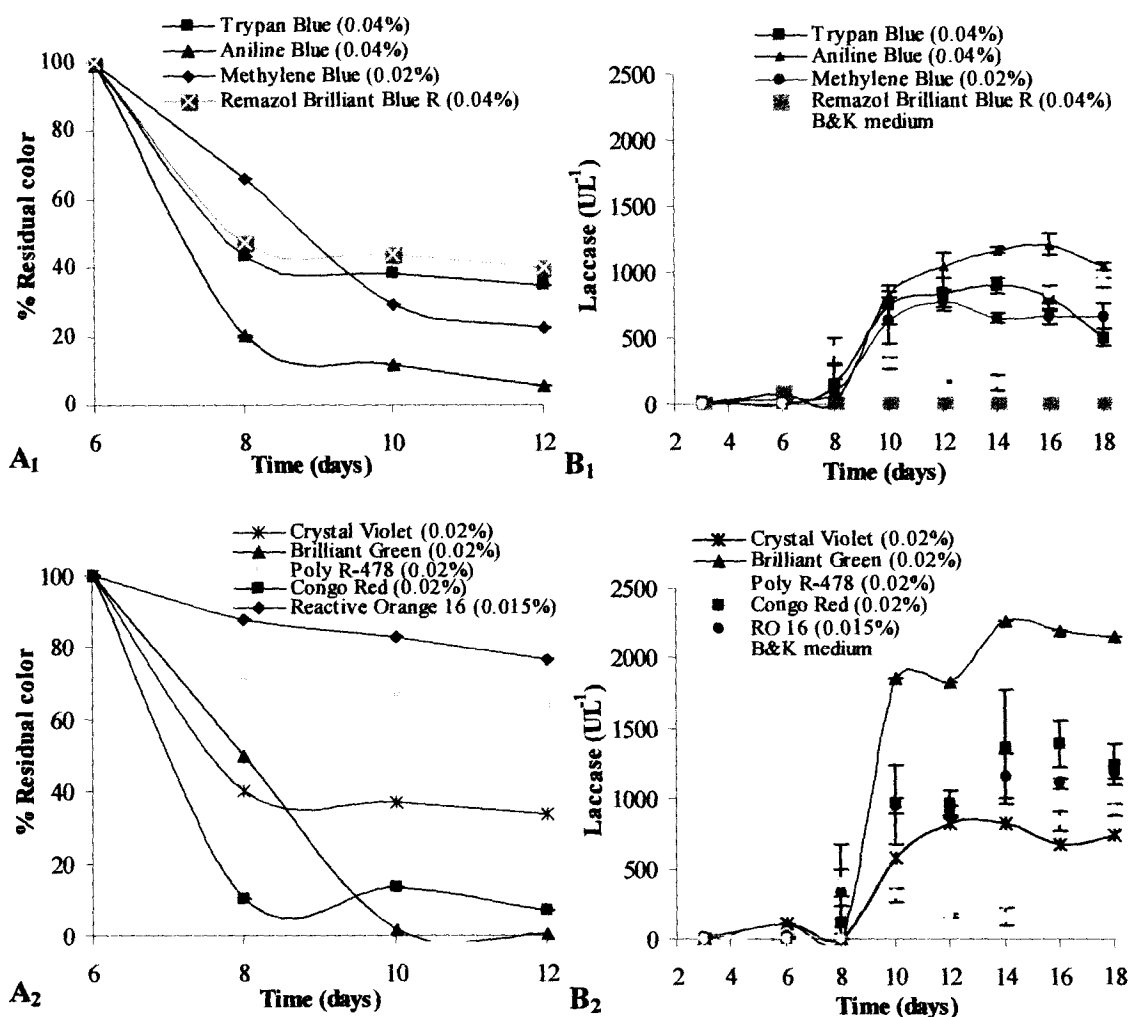 Trypan Blue (0.04%)
Aniline Blue (0.04%)
Methylene Blue (0.02%)
Remazol Brilliant Blue R (0.04%)
100
80
60
40
20
0
% Residual color
6 8 10 12
Time (days)
A1
Trypan Blue (0.04%)
Aniline Blue (0.04%)
Methylene Blue (0.02%)
Remazol Brilliant Blue R (0.04%)
B&K medium
2500
2000
1500
1000
500
0
Laccase (UL-1)
2 4 6 8 10 12 14 16 18
Time (days)
B1
Crystal Violet (0.02%)
Brilliant Green (0.02%)
Poly R-478 (0.02%)
Congo Red (0.02%)
Reactive Orange 16 (0.015%)
100
80
60
40
20
0
% Residual color
6 8 10 12
Time (days)
A2
Crystal Violet (0.02%)
Brilliant Green (0.02%)
Poly R-478 (0.02%)
Congo Red (0.02%)
RO 16 (0.015%)
B&K medium
2500
2000
1500
1000
500
0
Laccase (UL-1)
2 4 6 8 10 12 14 16 18
Time (days)
B2